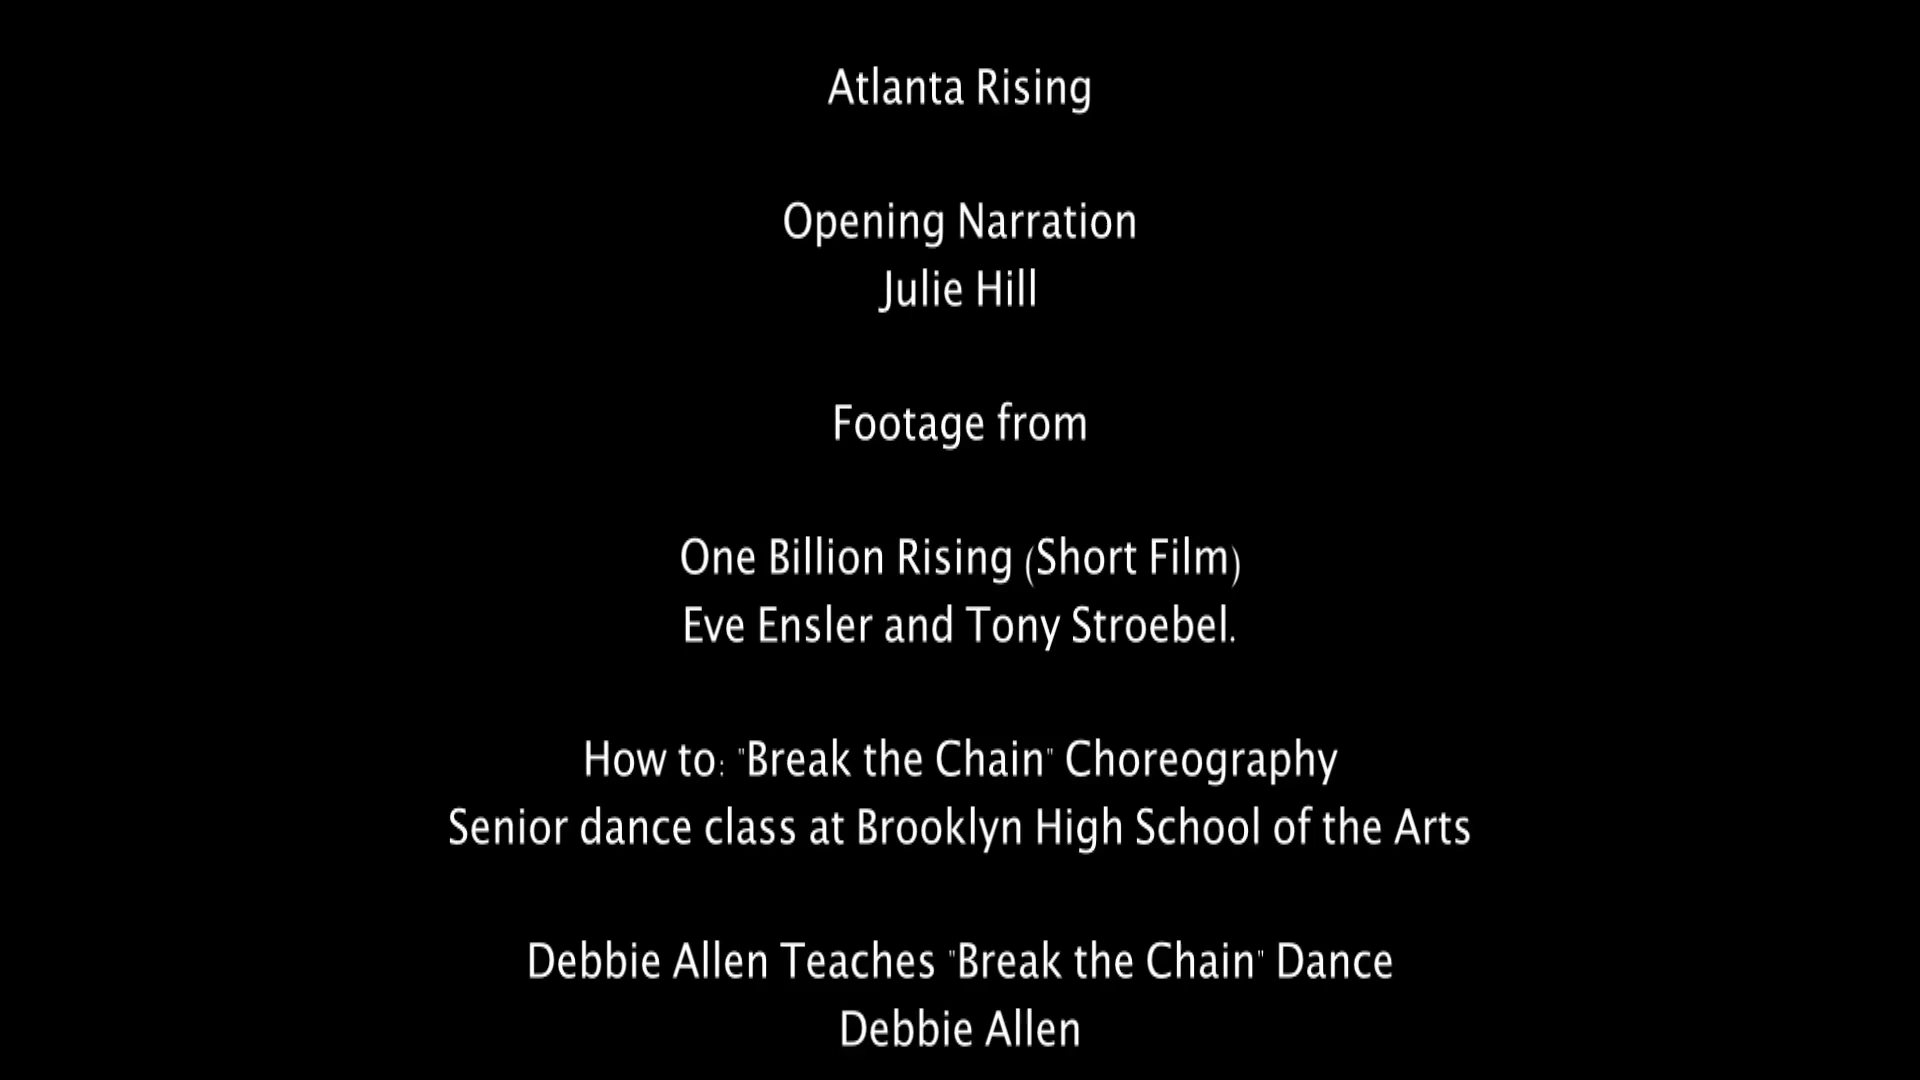 Atlanta Rising
Opening Narration
Julie Hill
Footage from
One Billion Rising (Short Film)
Eve Ensler and Tony Stroebel.
How to: "Break the Chain" Choreography
Senior dance class at Brooklyn High School of the Arts
Debbie Allen Teaches "Break the Chain" Dance
Debbie Allen